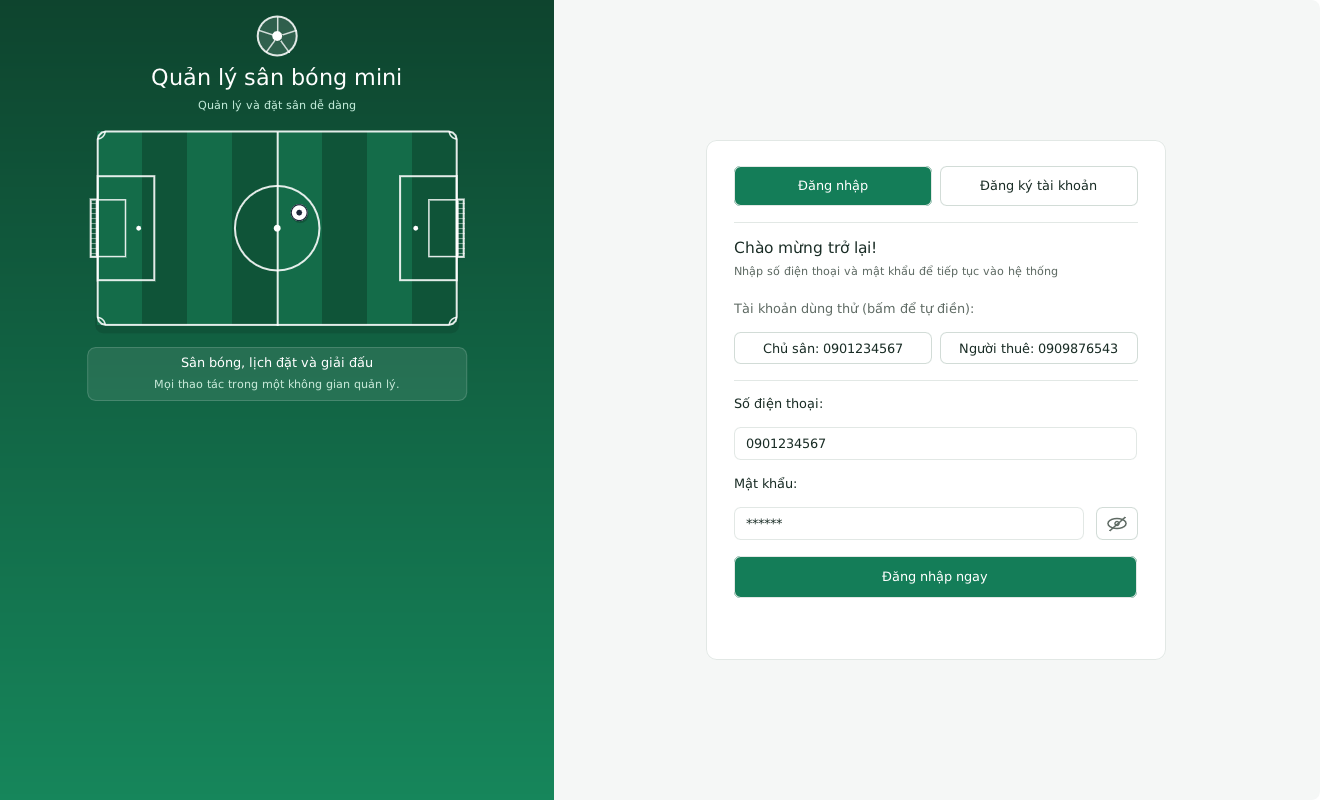 Quản lý sân bóng mini
Quản lý và đặt sân dễ dàng
Sân bóng, lịch đặt và giải đấu
Mọi thao tác trong một không gian quản lý.
Đăng nhập
Đăng ký tài khoản
Chào mừng trở lại!
Nhập số điện thoại và mật khẩu để tiếp tục vào hệ thống
Tài khoản dùng thử (bấm để tự điền):
Chủ sân: 0901234567
Người thuê: 0909876543
Số điện thoại:
0901234567
Mật khẩu:
******
Đăng nhập ngay